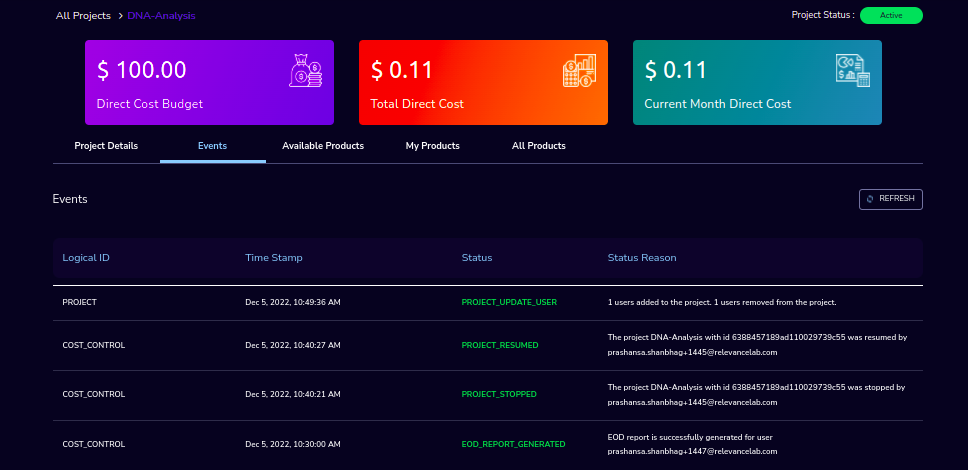 All Projects > DNA-Analysis
Project Status : Active
$ 100.00
Direct Cost Budget
$ 0.11
Total Direct Cost
$ 0.11
Current Month Direct Cost
Project Details Events Available Products My Products All Products
Events
REFRESH
Logical ID Time Stamp Status Status Reason
PROJECT Dec 5, 2022, 10:49:36 AM PROJECT_UPDATE_USER 1 users added to the project. 1 users removed from the project.
COST_CONTROL Dec 5, 2022, 10:40:27 AM PROJECT_RESUMED The project DNA-Analysis with id 6388457189ad110029739c55 was resumed by
prashansa.shanbhag+1445@relevancelab.com
COST_CONTROL Dec 5, 2022, 10:40:21 AM PROJECT_STOPPED The project DNA-Analysis with id 6388457189ad110029739c55 was stopped by
prashansa.shanbhag+1445@relevancelab.com
COST_CONTROL Dec 5, 2022, 10:30:00 AM EOD_REPORT_GENERATED EOD report is successfully generated for user
prashansa.shanbhag+1447@relevancelab.com